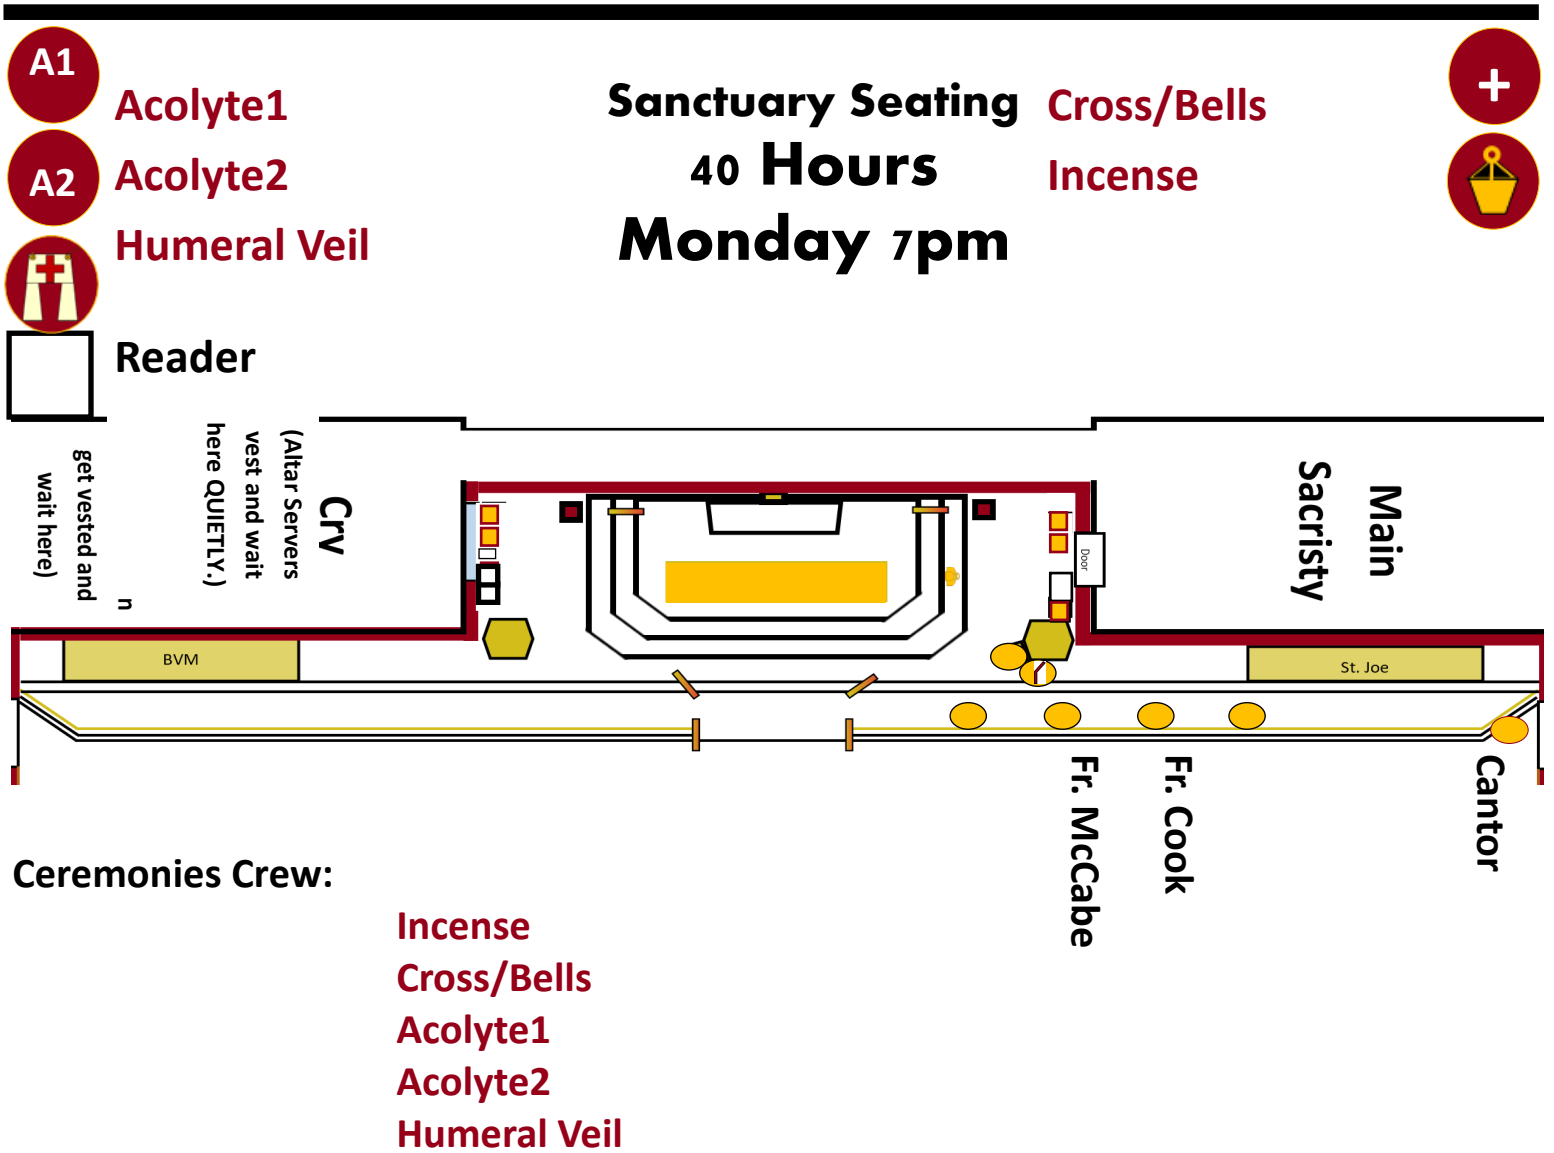 A1
Acolyte1
A2
Acolyte2
Humeral Veil
Reader
Sanctuary Seating
40 Hours
Monday 7pm
Cross/Bells
+
Incense
Crv
(Altar Servers
vest and wait
here QUIETLY.)
n
get vested and
wait here)
Main
Sacristy
Door
BVM
St. Joe
Fr. McCabe
Fr. Cook
Cantor
Ceremonies Crew:
Incense
Cross/Bells
Acolyte1
Acolyte2
Humeral Veil